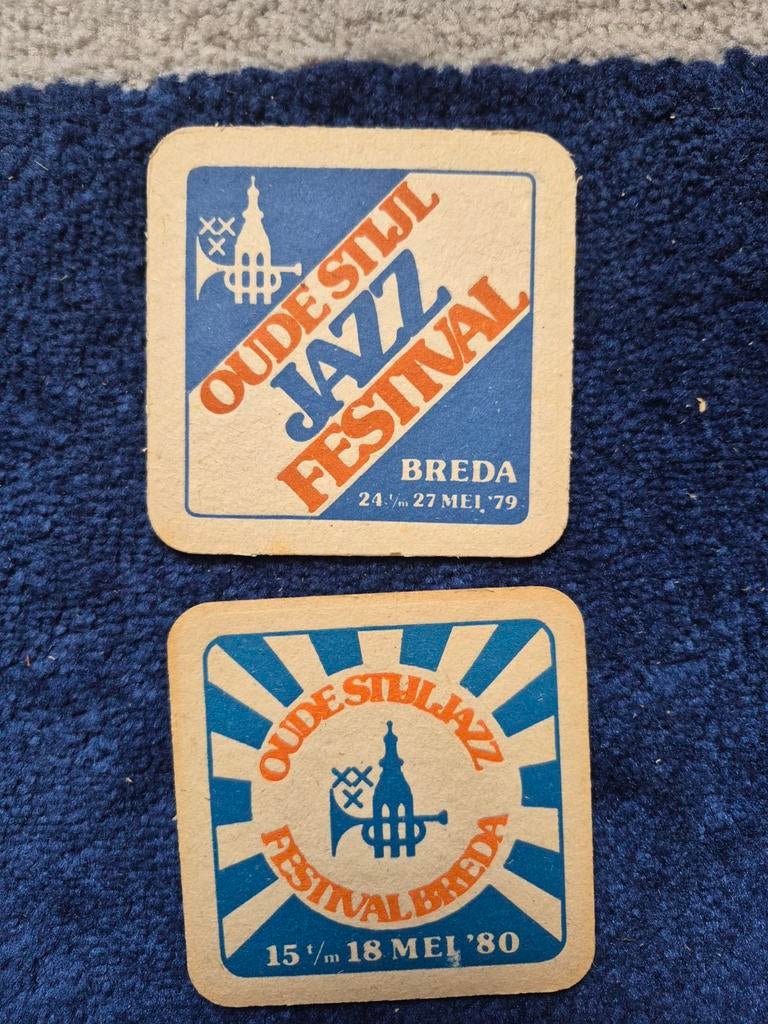 OUDE STIJL
JAZZ
FESTIVAL
BREDA
24 t/m 27 MEI '79
OUDE STIJL JAZZ
FESTIVAL BREDA
15 t/m 18 MEI '80